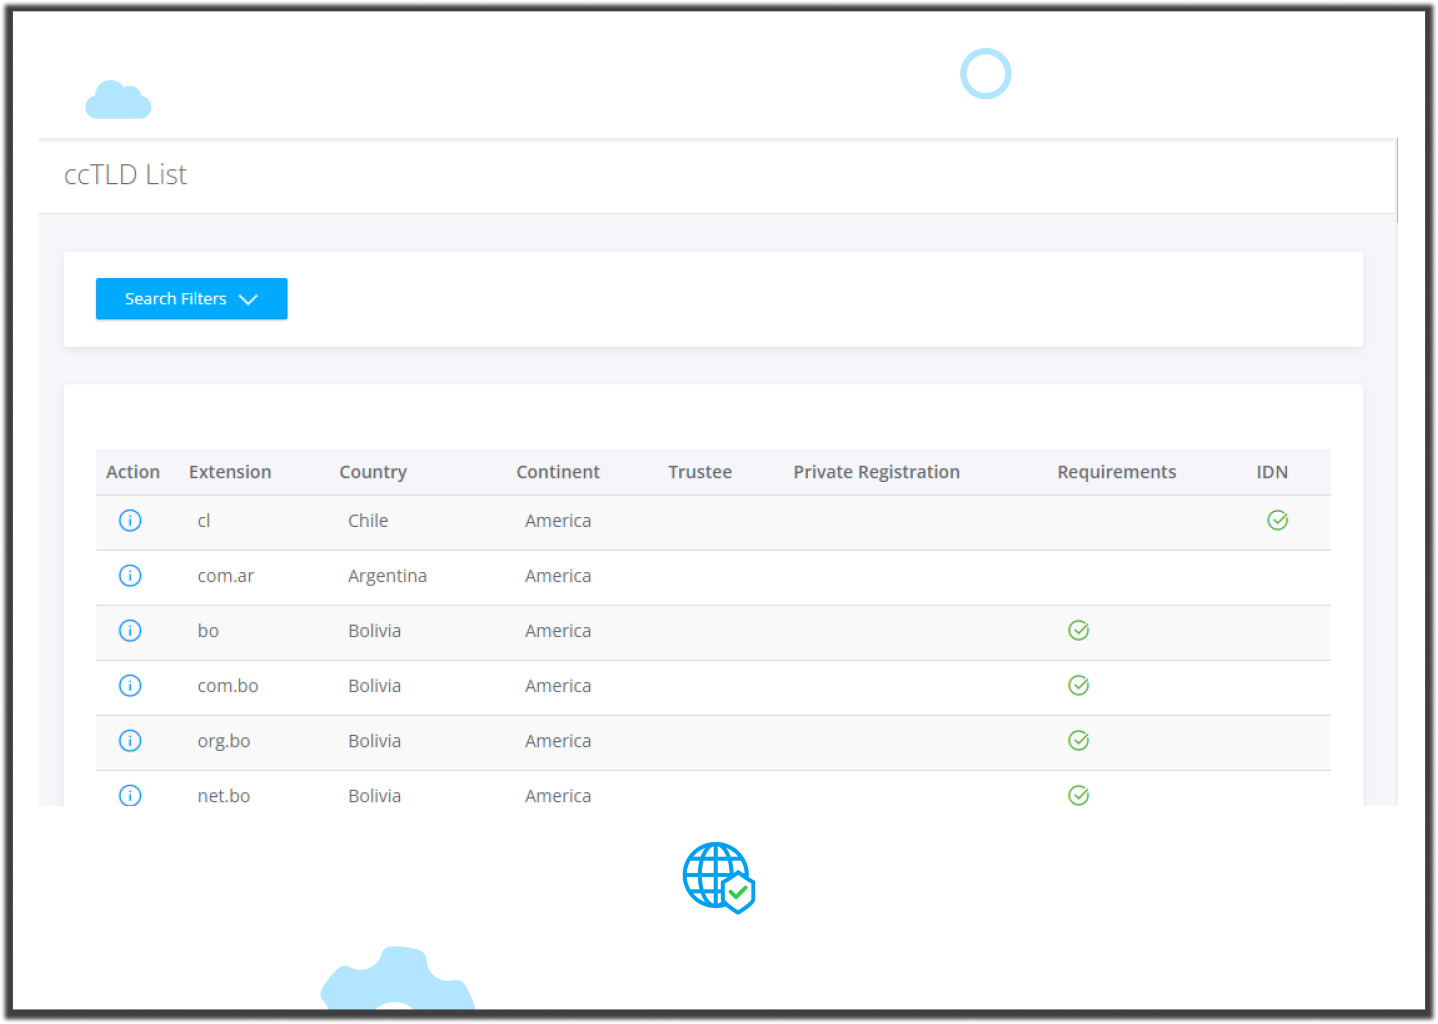 ccTLD List
Search Filters
Action Extension Country Continent Trustee Private Registration Requirements IDN
cl Chile America
com.ar Argentina America
bo Bolivia America
com.bo Bolivia America
org.bo Bolivia America
net.bo Bolivia America